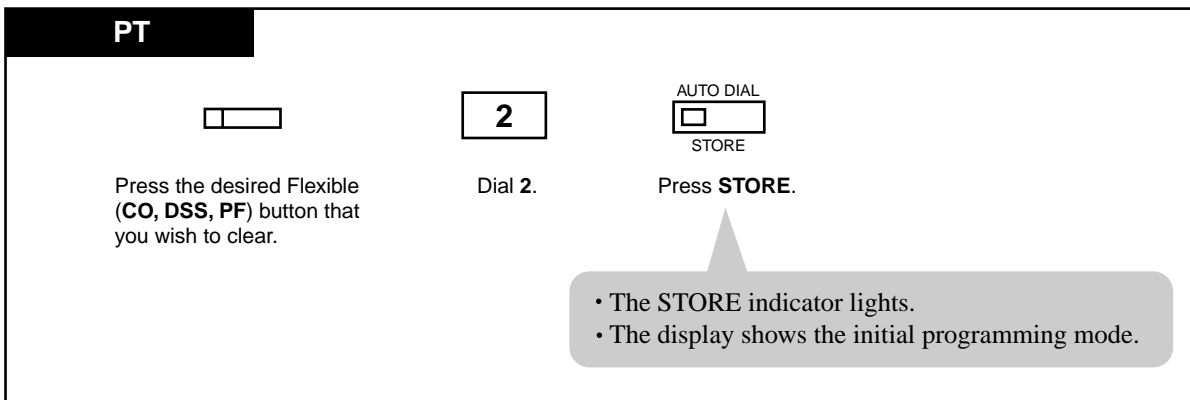 PT
AUTO DIAL
2
STORE
Press the desired Flexible
(CO, DSS, PF) button that
you wish to clear.
Dial 2.
Press STORE.
• The STORE indicator lights.
• The display shows the initial programming mode.